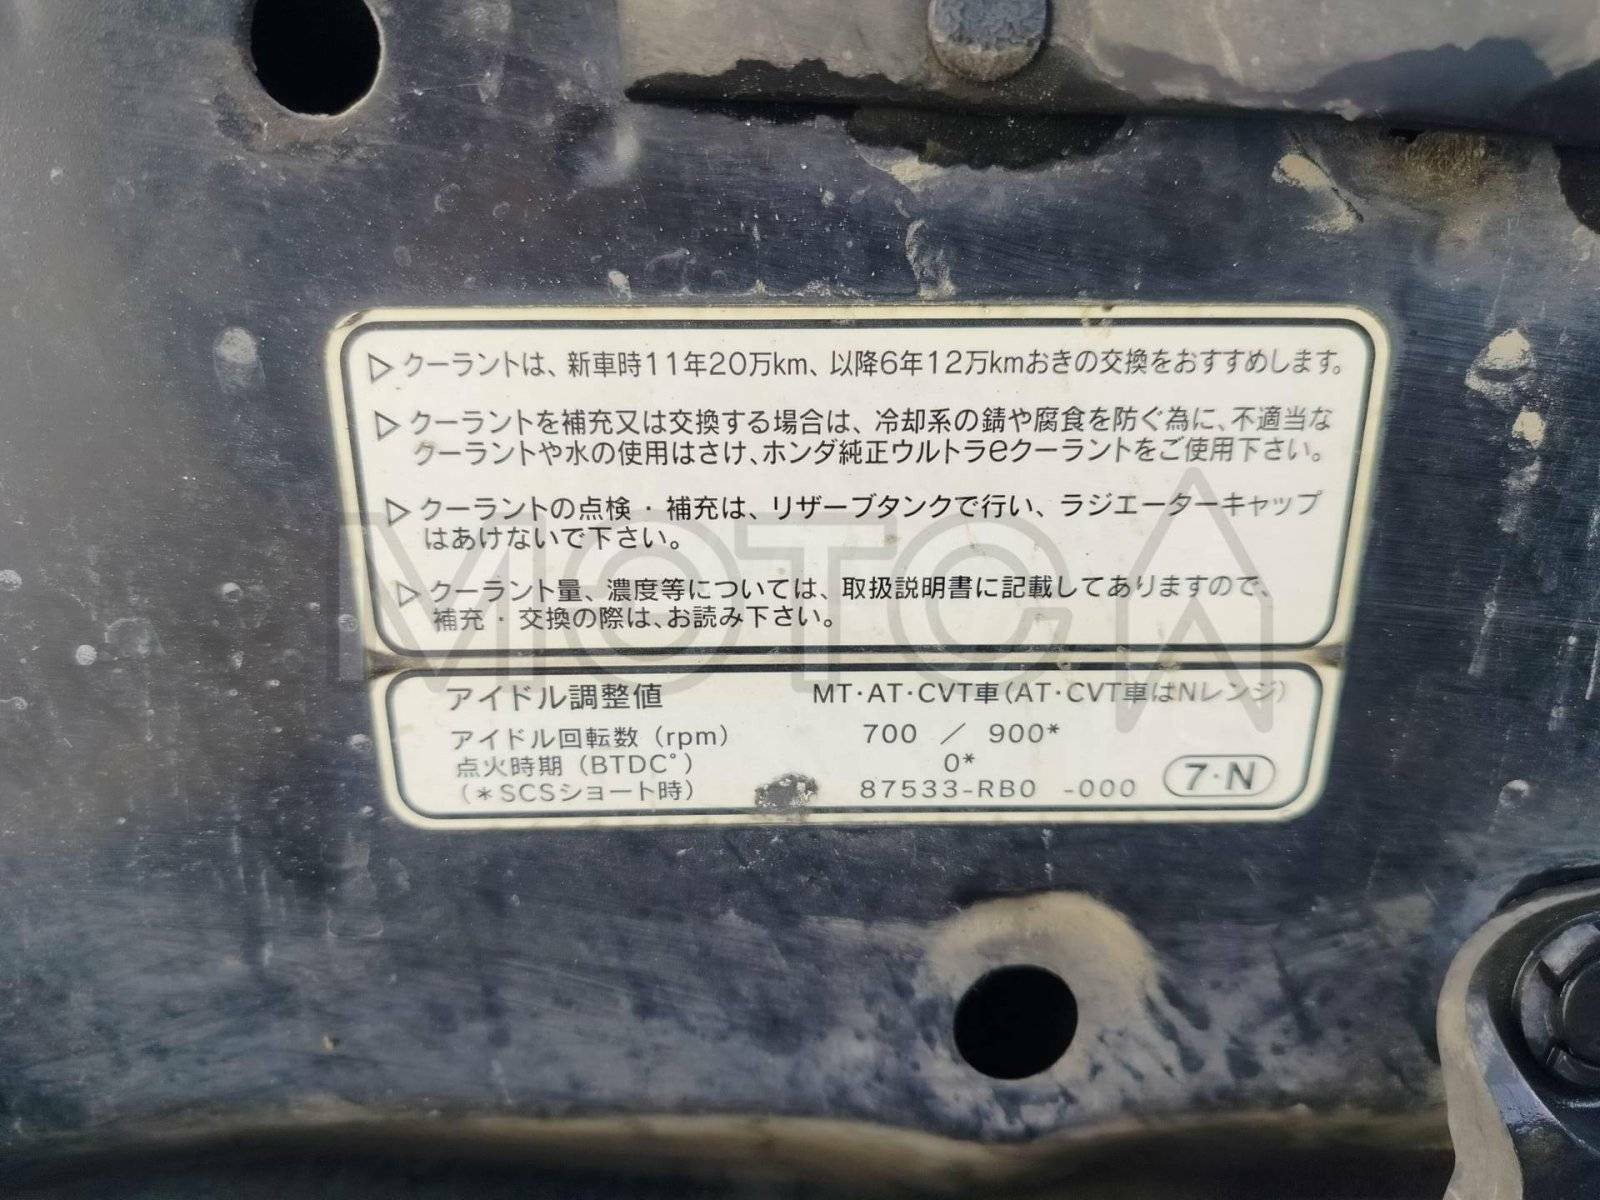 ▷ クーラントは、新車時11年20万km、以降6年12万kmおきの交換をおすすめします。
▷ クーラントを補充又は交換する場合は、冷却系の錆や腐食を防ぐ為に、不適当な
クーラントや水の使用はさけ、ホンダ純正ウルトラeクーラントをご使用下さい。
▷ クーラントの点検・補充は、リザーブタンクで行い、ラジエーターキャップ
はあけないで下さい。
▷ クーラント量、濃度等については、取扱説明書に記載してありますので、
補充・交換の際は、お読み下さい。
MOTCA
アイドル調整値 MT・AT・CVT車(AT・CVT車はNレンジ)
アイドル回転数(rpm) 700 / 900*
点火時期(BTDC°) 0*
(*SCSショート時) 87533-RB0 -000 7・N